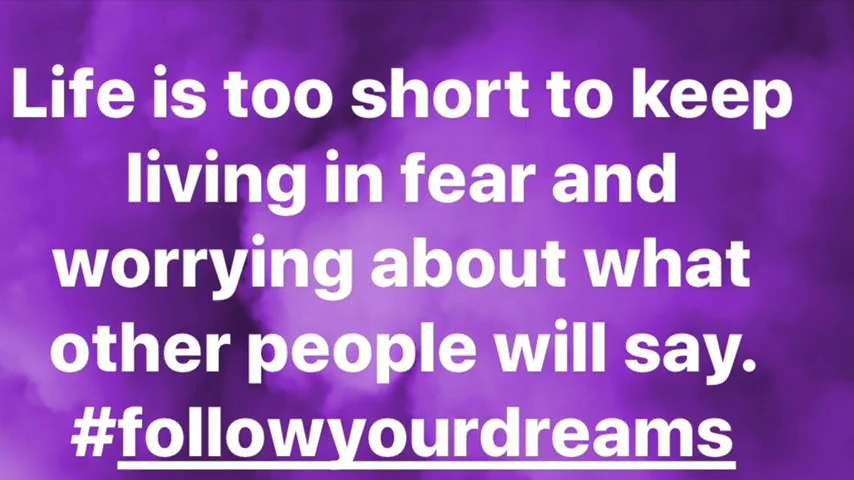 Life is too short to keep
living in fear and
worrying about what
other people will say.
#followyourdreams